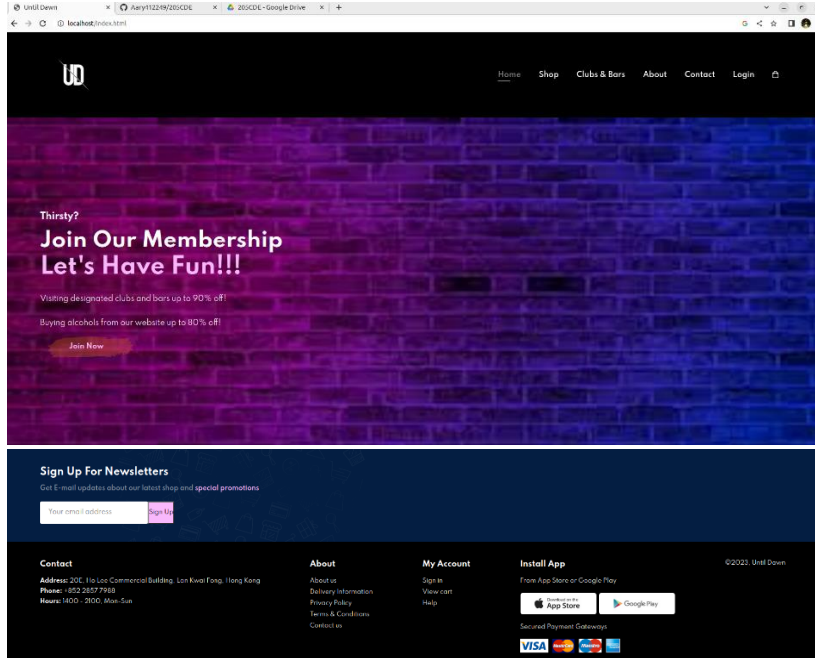 Until Dawn
Aary112249/205CDE
205CDE - Google Drive
localhost/index.html
UD
Home Shop Clubs & Bars About Contact Login
Thirsty?
Join Our Membership
Let's Have Fun!!!
Visiting designated clubs and bars up to 90% off!
Buying alcohols from our website up to 80% off!
Join Now
Sign Up For Newsletters
Get E-mail updates about our latest shop and special promotions
Your email address
Sign Up
Contact
Address: 20E, Ho Lee Commercial Building, Lan Kwai Fong, Hong Kong
Phone: +852 2857 7988
Hours: 1400 - 2100, Mon-Sun
About
About us
Delivery Information
Privacy Policy
Terms & Conditions
Contact us
My Account
Sign in
View cart
Help
Install App
From App Store or Google Play
Download on the
App Store
Google Play
Secured Payment Gateways
VISA MasterCard Maestro
©2023, Until Dawn